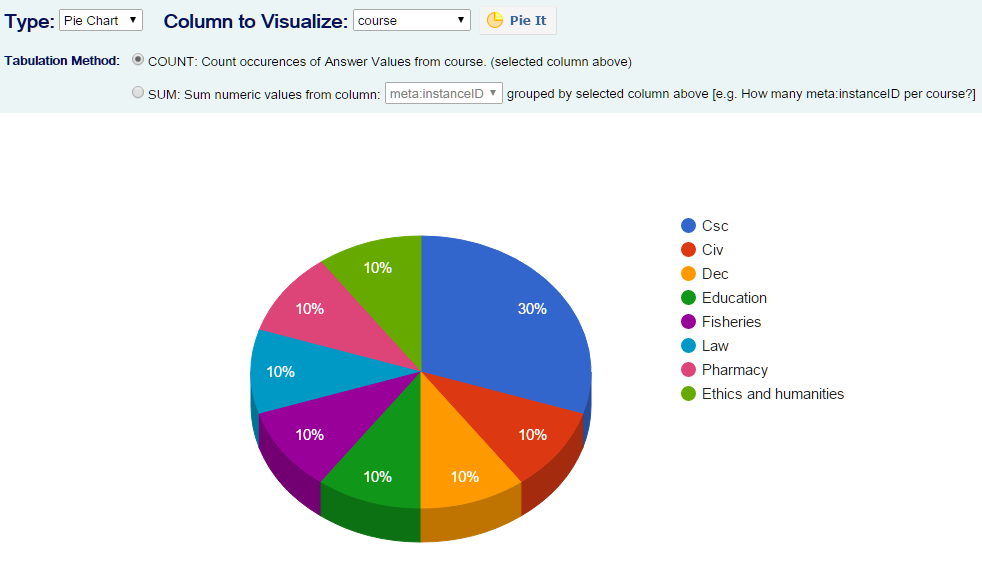 Type: Pie Chart Column to Visualize: course Pie It
Tabulation Method: COUNT: Count occurences of Answer Values from course. (selected column above)
SUM: Sum numeric values from column: meta:instanceID grouped by selected column above [e.g. How many meta:instanceID per course?]
10%
30%
10%
10%
10%
10%
10%
10%
Csc
Civ
Dec
Education
Fisheries
Law
Pharmacy
Ethics and humanities